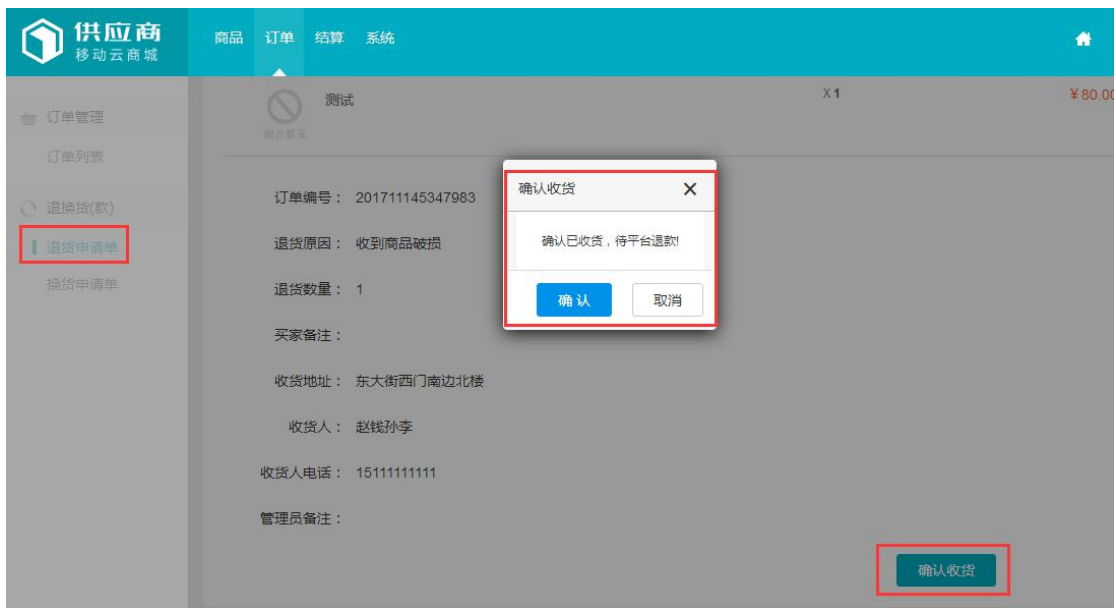 供应商
移动云商城
商品 订单 结算 系统
订单管理
订单列表
退换货(款)
退货申请单
换货申请单
图片暂无
测试 X 1 ¥80.00
订单编号： 201711145347983
退货原因： 收到商品破损
退货数量： 1
买家备注：
收货地址： 东大街西门南边北楼
收货人： 赵钱孙李
收货人电话： 15111111111
管理员备注：
确认收货
确认收货 X
确认已收货，待平台退款!
确 认 取消